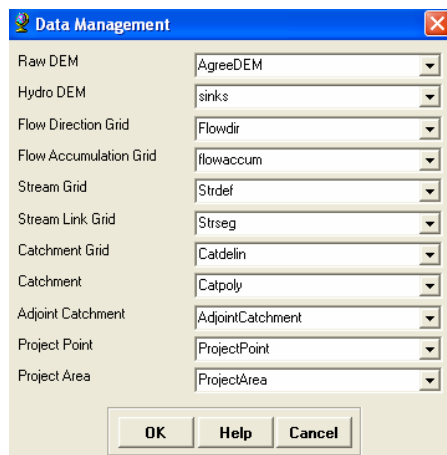 Data Management
Raw DEM AgreeDEM
Hydro DEM sinks
Flow Direction Grid Flowdir
Flow Accumulation Grid flowaccum
Stream Grid Strdef
Stream Link Grid Strseg
Catchment Grid Catdelin
Catchment Catpoly
Adjoint Catchment AdjointCatchment
Project Point ProjectPoint
Project Area ProjectArea
OK Help Cancel